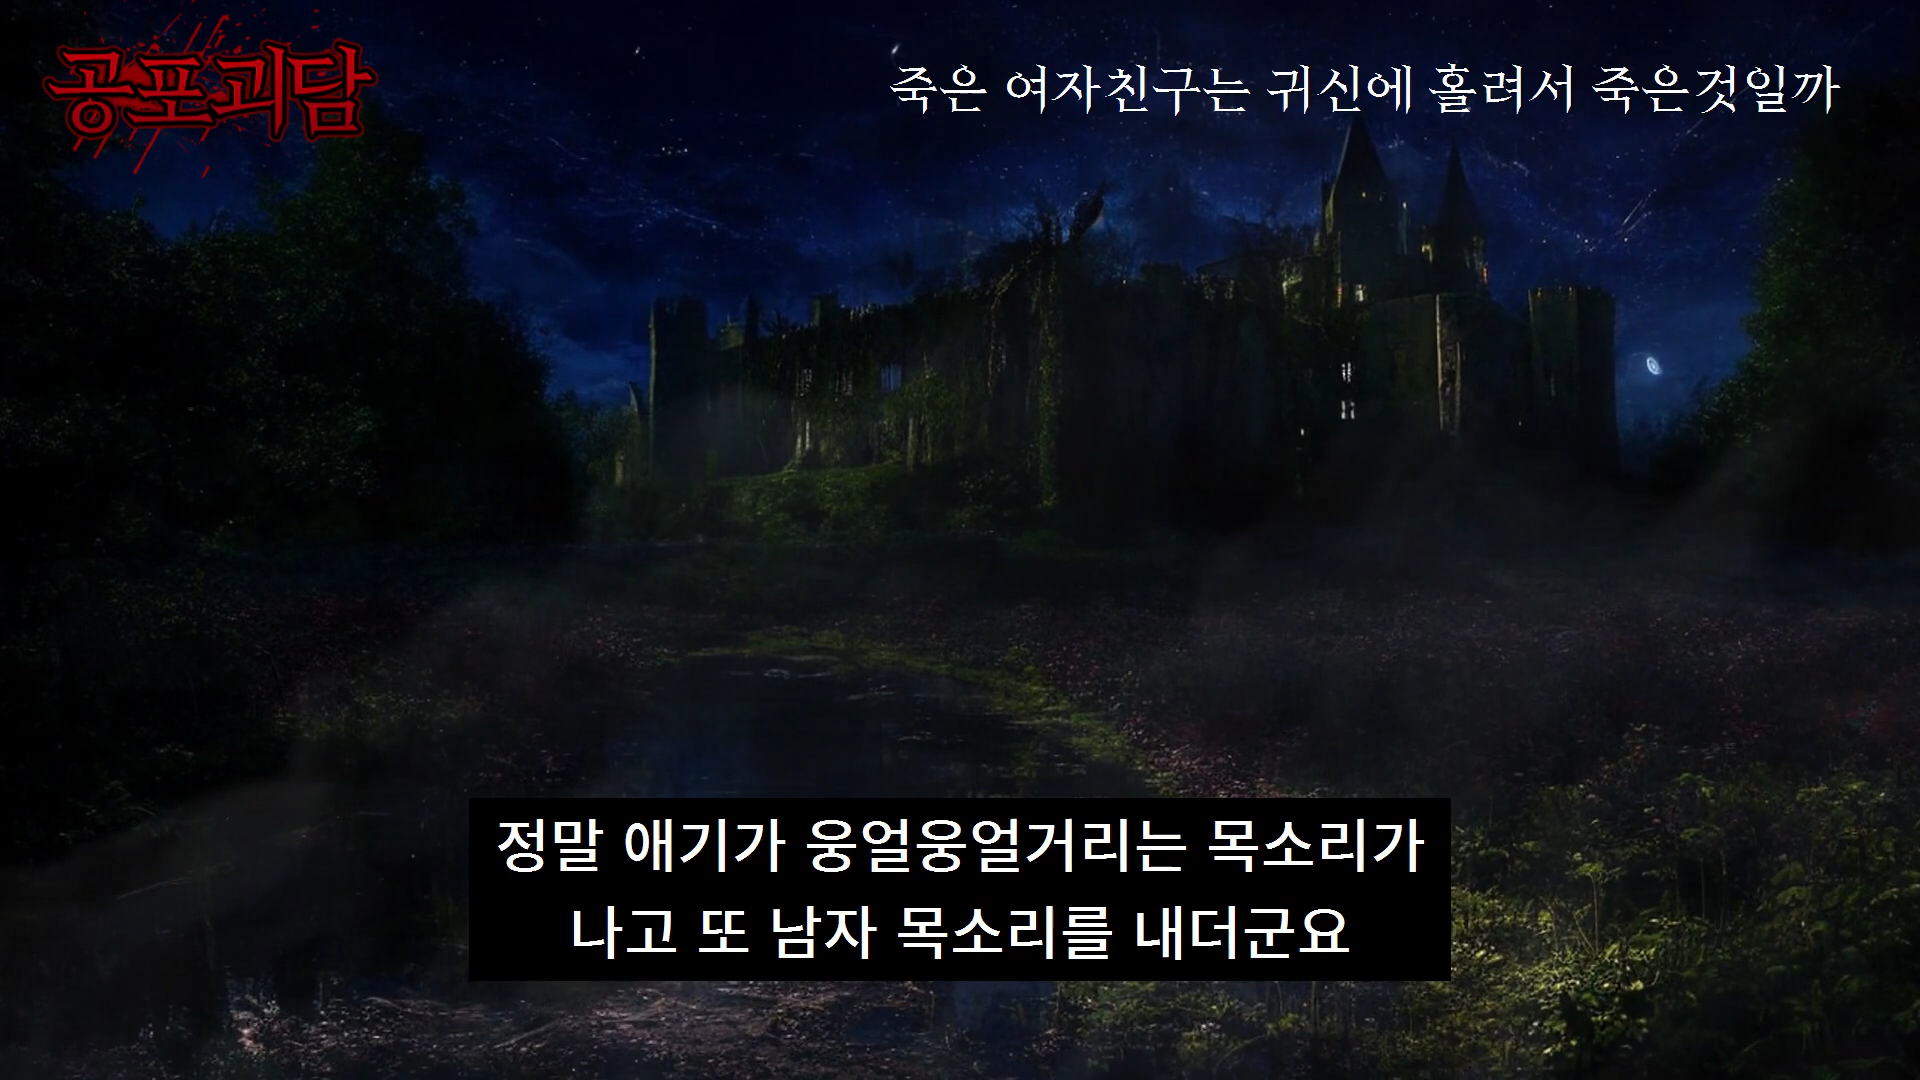 공포괴담
죽은 여자친구는 귀신에 홀려서 죽은것일까
정말 애기가 웅얼웅얼거리는 목소리가
나고 또 남자 목소리를 내더군요